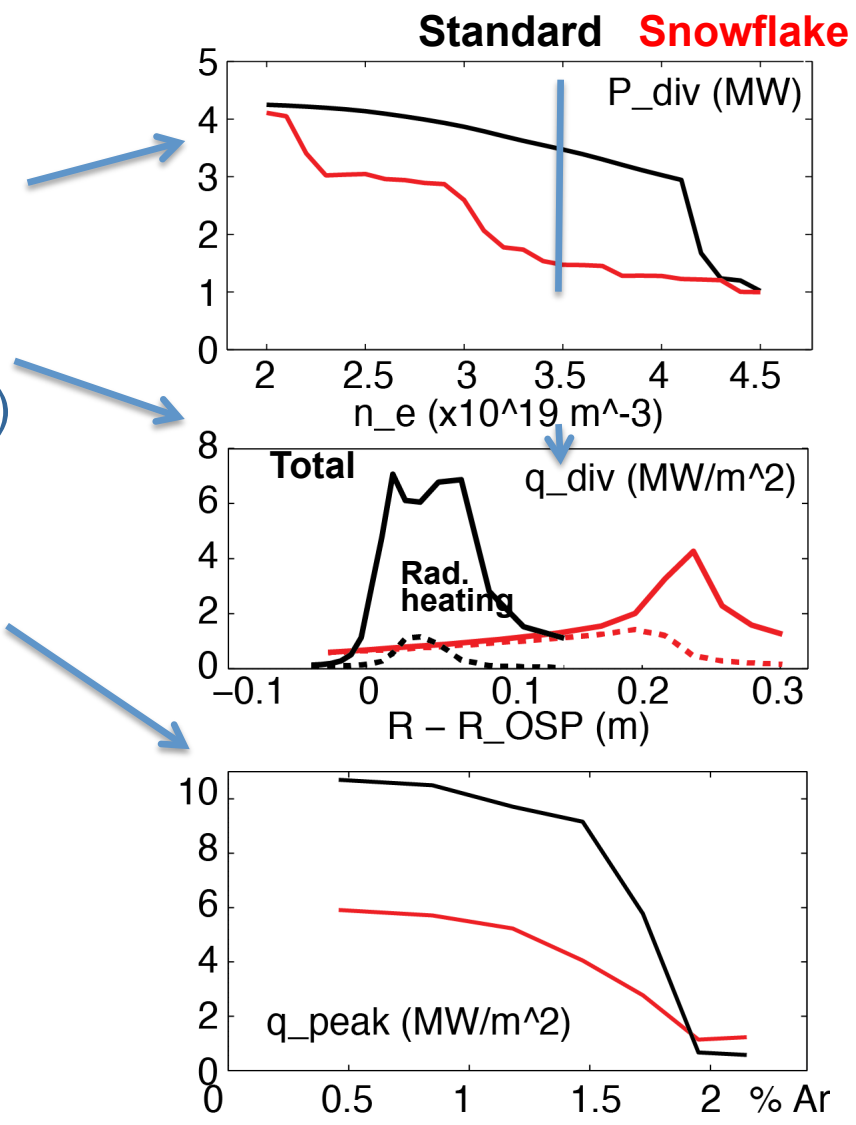 Standard Snowflake
5
P_div (MW)
4
3
2
1
0
2 2.5 3 3.5 4 4.5
n_e (x10^19 m^-3)
8
Total
q_div (MW/m^2)
6
4
Rad.
heating
2
0
−0.1 0 0.1 0.2 0.3
R − R_OSP (m)
10
8
6
4
2
q_peak (MW/m^2)
0
0 0.5 1 1.5 2 % Ar